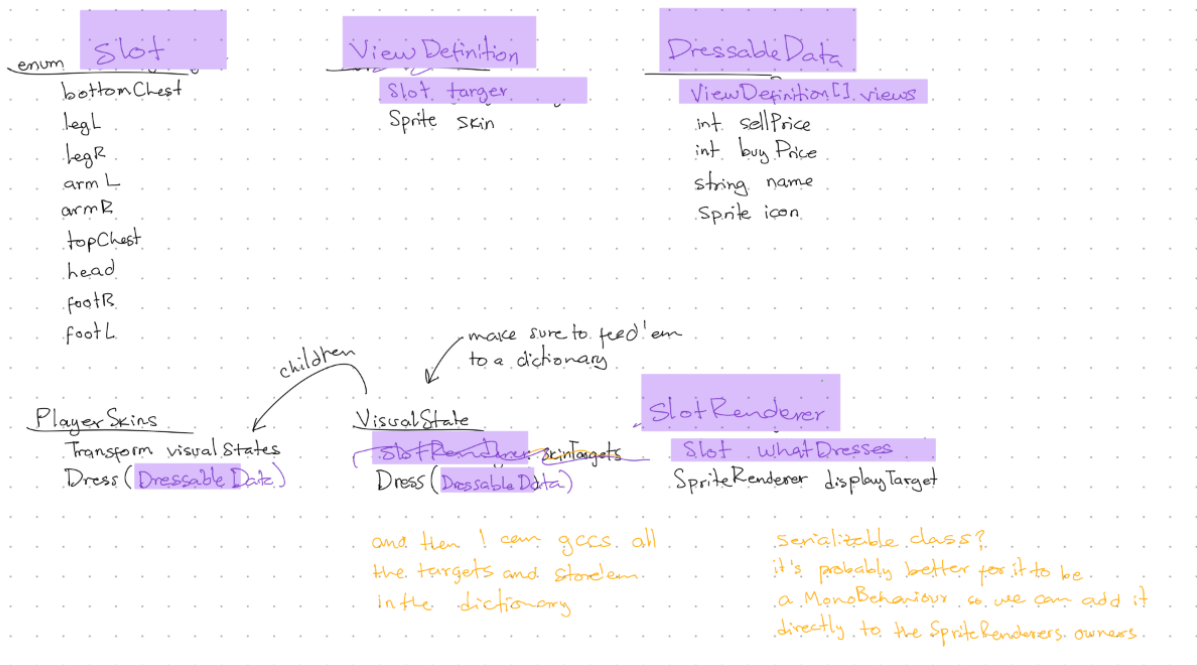 enum Slot
bottomChest
legL
legR
armL
armR
topChest
head
footR
footL
ViewDefinition
Slot targer
Sprite skin
DressableData
ViewDefinition[] views
int sellPrice
int buyPrice
string name
Sprite icon
children
make sure to feed 'em
to a dictionary
PlayerSkins
Transform visualStates
Dress(DressableData)
VisualState
slotRenderer skinTargets
Dress(DressableData)
SlotRenderer
Slot whatDresses
SpriteRenderer displayTarget
and then I can gccs all
the targets and stored'em
in the dictionary
serializable class?
it's probably better for it to be
a MonoBehaviour so we can add it
directly to the SpriteRenderers owners